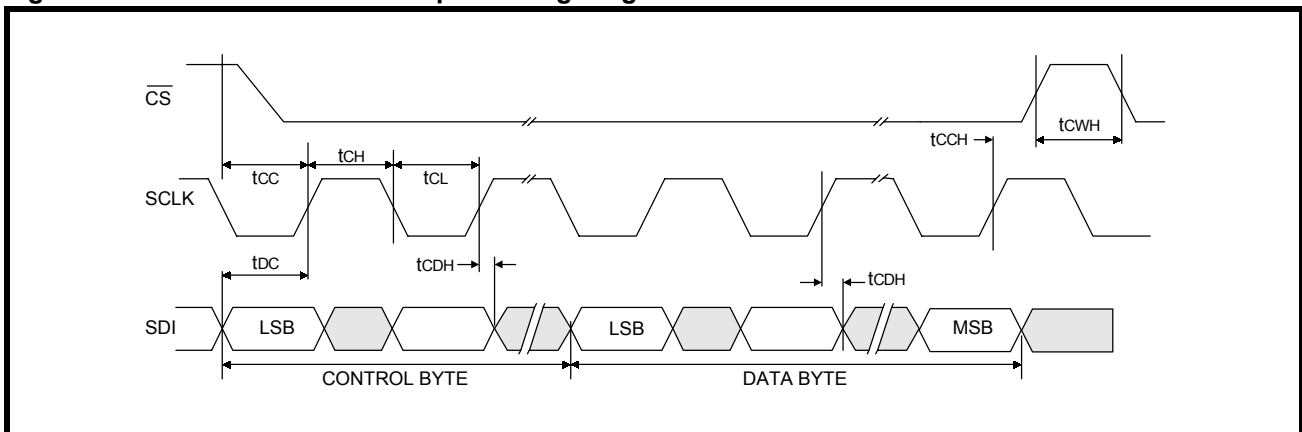 CS
tCCH
tCWH
tCC
tCH
tCL
SCLK
tDC
tCDH
tCDH
SDI
LSB
LSB
MSB
CONTROL BYTE
DATA BYTE